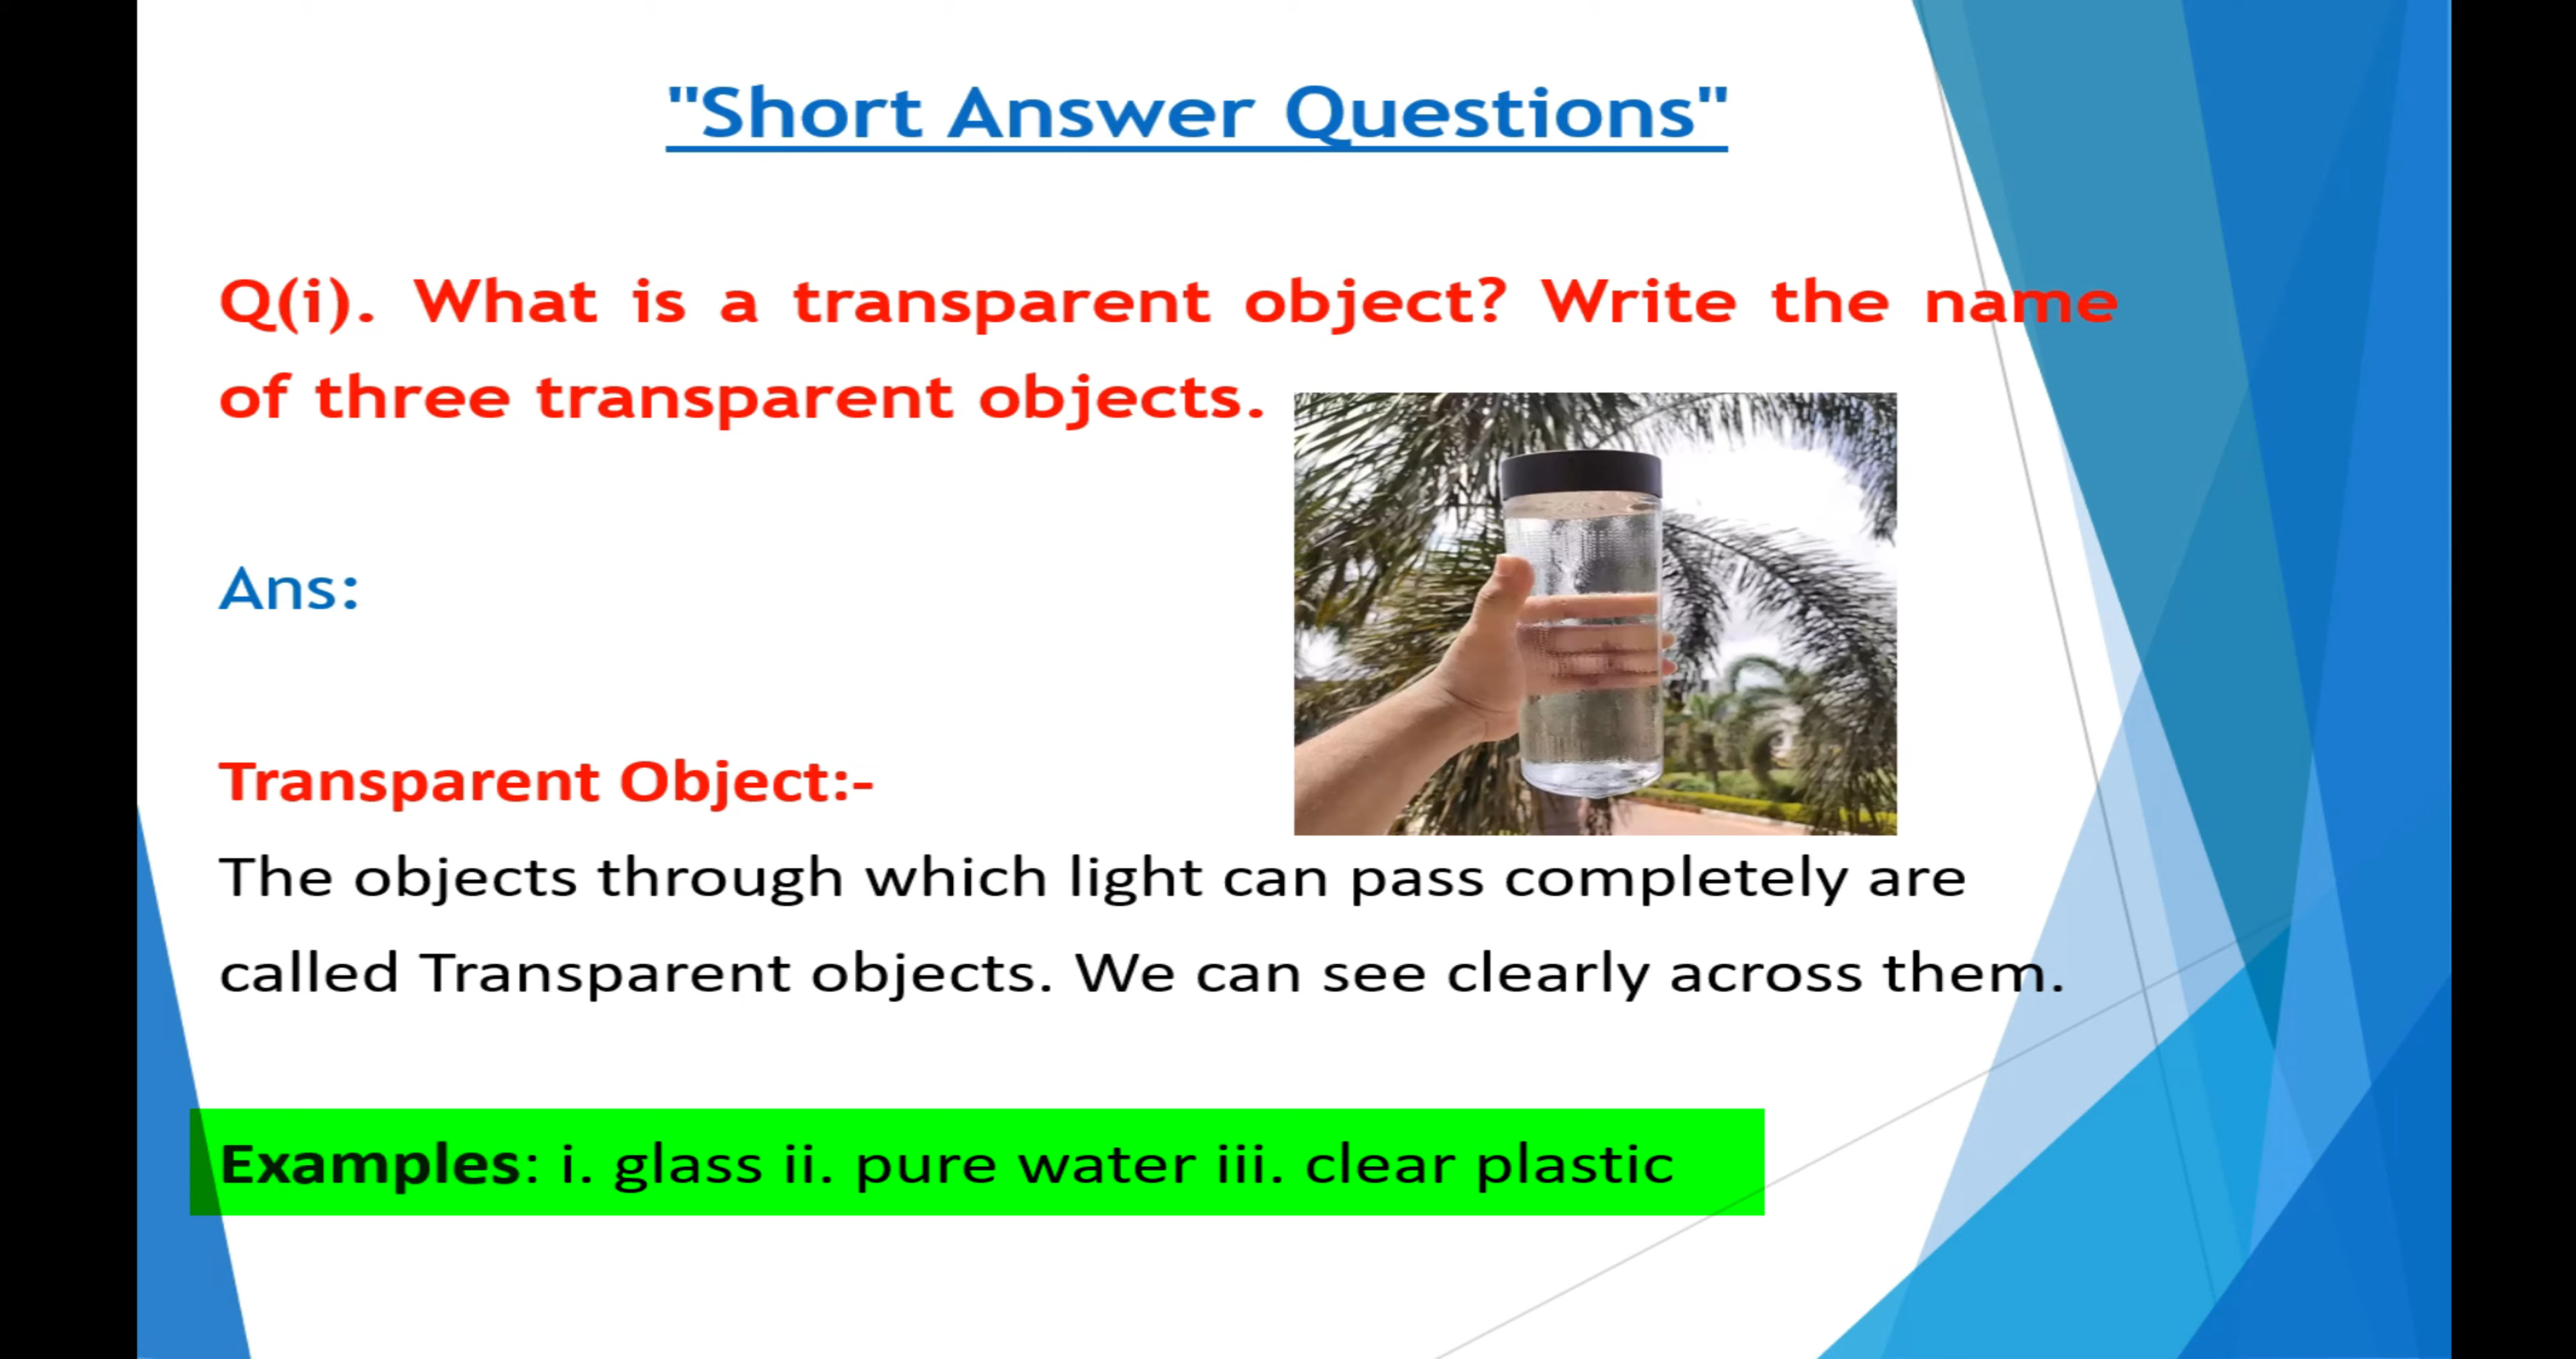 "Short Answer Questions"
Q(i). What is a transparent object? Write the name
of three transparent objects.
Ans:
Transparent Object:-
The objects through which light can pass completely are
called Transparent objects. We can see clearly across them.
Examples: i. glass ii. pure water iii. clear plastic